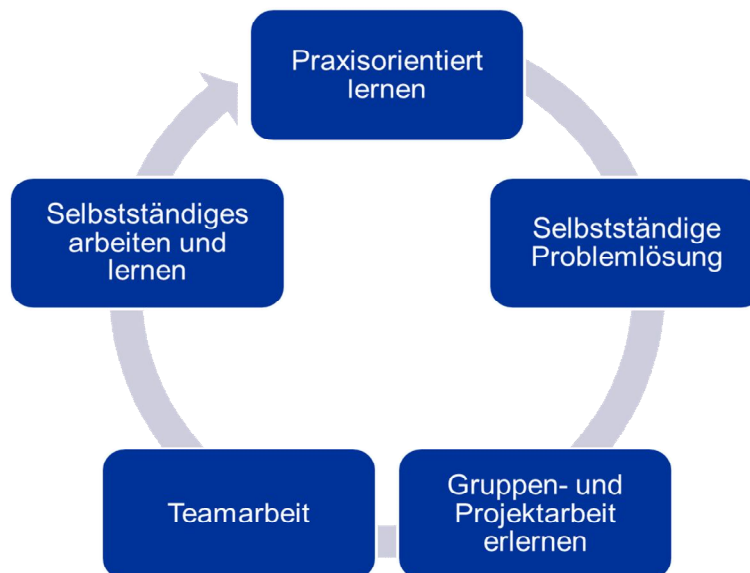 Praxisorientiert
lernen
Selbstständige
Problemlösung
Gruppen- und
Projektarbeit
erlernen
Teamarbeit
Selbstständiges
arbeiten und
lernen